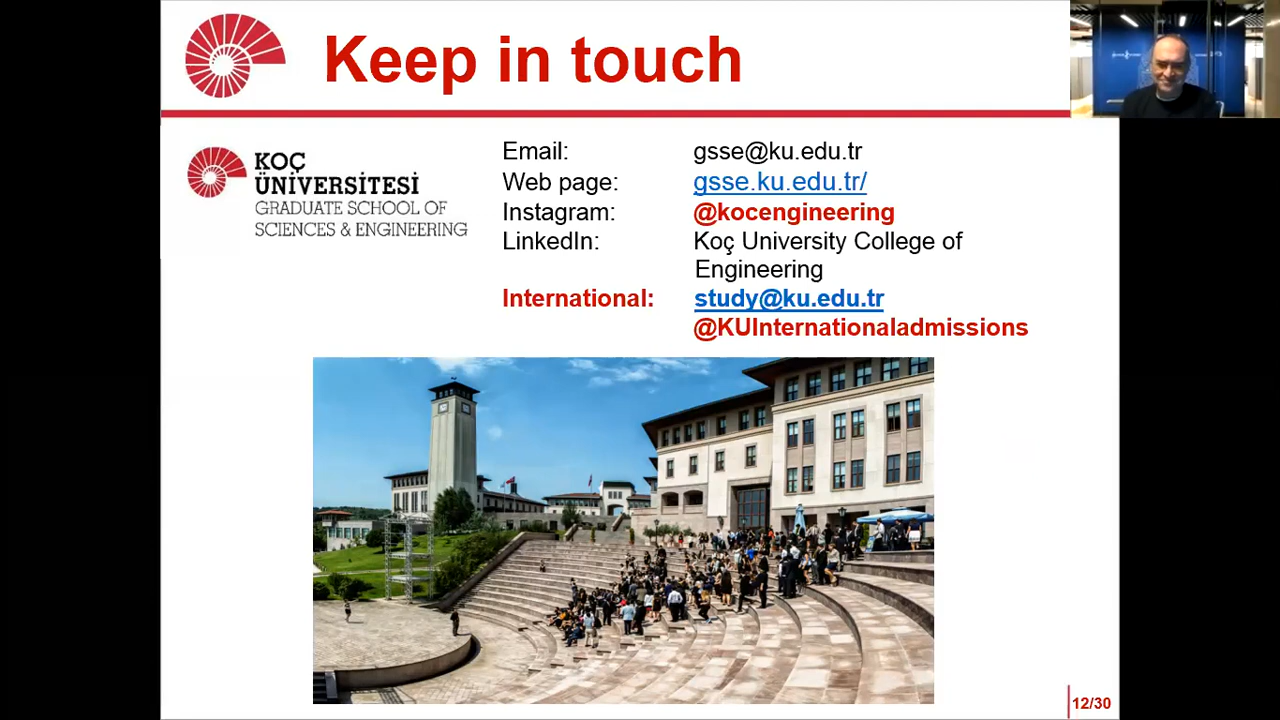 Keep in touch
KOÇ
ÜNİVERSİTESİ
GRADUATE SCHOOL OF
SCIENCES & ENGINEERING
Email: gsse@ku.edu.tr
Web page: gsse.ku.edu.tr/
Instagram: @kocengineering
LinkedIn: Koç University College of
Engineering
International: study@ku.edu.tr
@KUInternationaladmissions
12/30